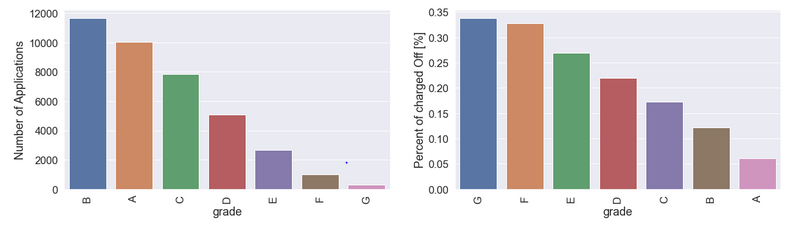 12000
10000
8000
6000
4000
2000
0
Number of Applications
B A C D E F G
grade
0.35
0.30
0.25
0.20
0.15
0.10
0.05
0.00
Percent of charged Off [%]
G F E D C B A
grade